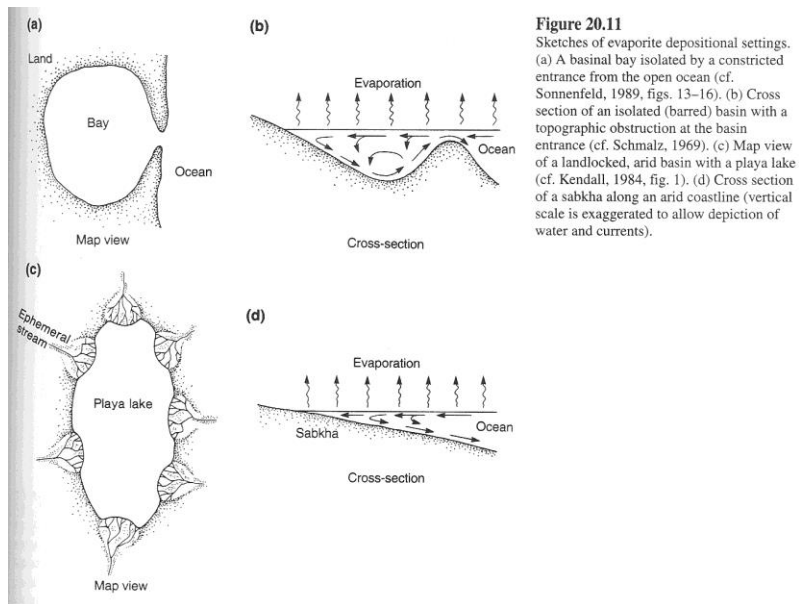 (a)
Land
Bay
Ocean
Map view
(b)
Evaporation
Ocean
Cross-section
Figure 20.11
Sketches of evaporite depositional settings.
(a) A basinal bay isolated by a constricted
entrance from the open ocean (cf.
Sonnenfeld, 1989, figs. 13–16). (b) Cross
section of an isolated (barred) basin with a
topographic obstruction at the basin
entrance (cf. Schmalz, 1969). (c) Map view
of a landlocked, arid basin with a playa lake
(cf. Kendall, 1984, fig. 1). (d) Cross section
of a sabkha along an arid coastline (vertical
scale is exaggerated to allow depiction of
water and currents).
(c)
Ephemeral
stream
Playa lake
Map view
(d)
Evaporation
Sabkha
Ocean
Cross-section